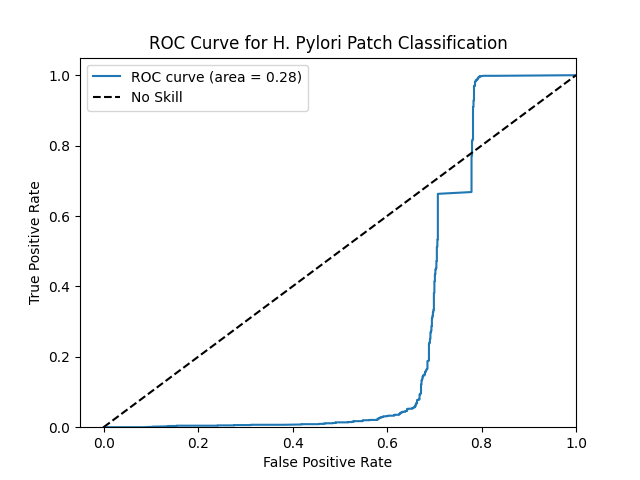 ROC Curve for H. Pylori Patch Classification
ROC curve (area = 0.28)
No Skill
True Positive Rate
1.0
0.8
0.6
0.4
0.2
0.0
0.0 0.2 0.4 0.6 0.8 1.0
False Positive Rate